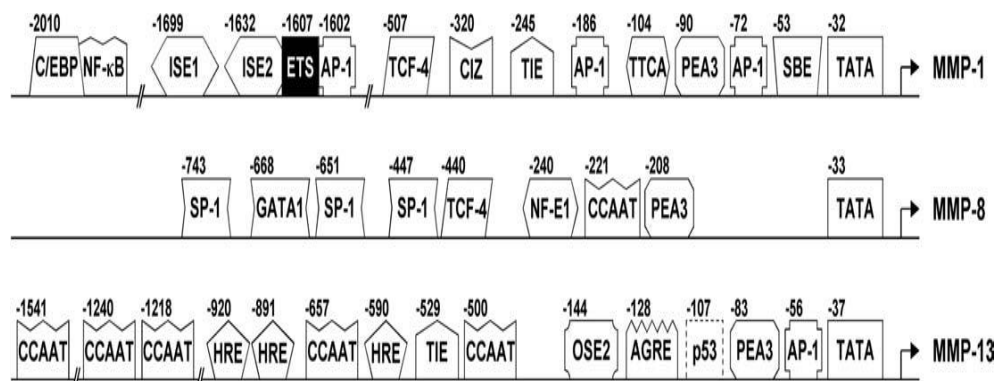 -2010 -1699 -1632 -1607 -1602 -507 -320 -245 -186 -104 -90 -72 -53 -32
C/EBP NF-κB ISE1 ISE2 ETS AP-1 TCF-4 CIZ TIE AP-1 TTCA PEA3 AP-1 SBE TATA MMP-1
-743 -668 -651 -447 -440 -240 -221 -208 -33
SP-1 GATA1 SP-1 SP-1 TCF-4 NF-E1 CCAAT PEA3 TATA MMP-8
-1541 -1240 -1218 -920 -891 -657 -590 -529 -500 -144 -128 -107 -83 -56 -37
CCAAT CCAAT CCAAT HRE HRE CCAAT HRE TIE CCAAT OSE2 AGRE p53 PEA3 AP-1 TATA MMP-13